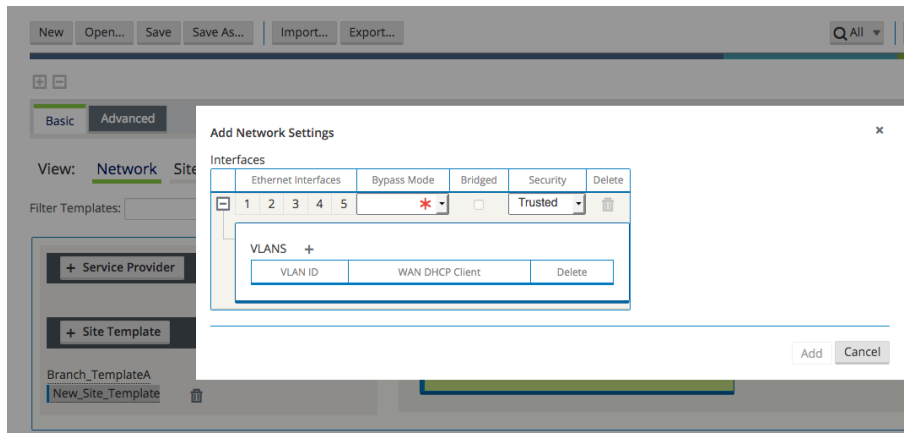 New Open... Save Save As... Import... Export... All
Basic Advanced
Add Network Settings ×
View: Network Site
Interfaces
Ethernet Interfaces Bypass Mode Bridged Security Delete
1 2 3 4 5 * Trusted
Filter Templates:
VLANS +
VLAN ID WAN DHCP Client Delete
+ Service Provider
+ Site Template
Add Cancel
Branch_TemplateA
New_Site_Template